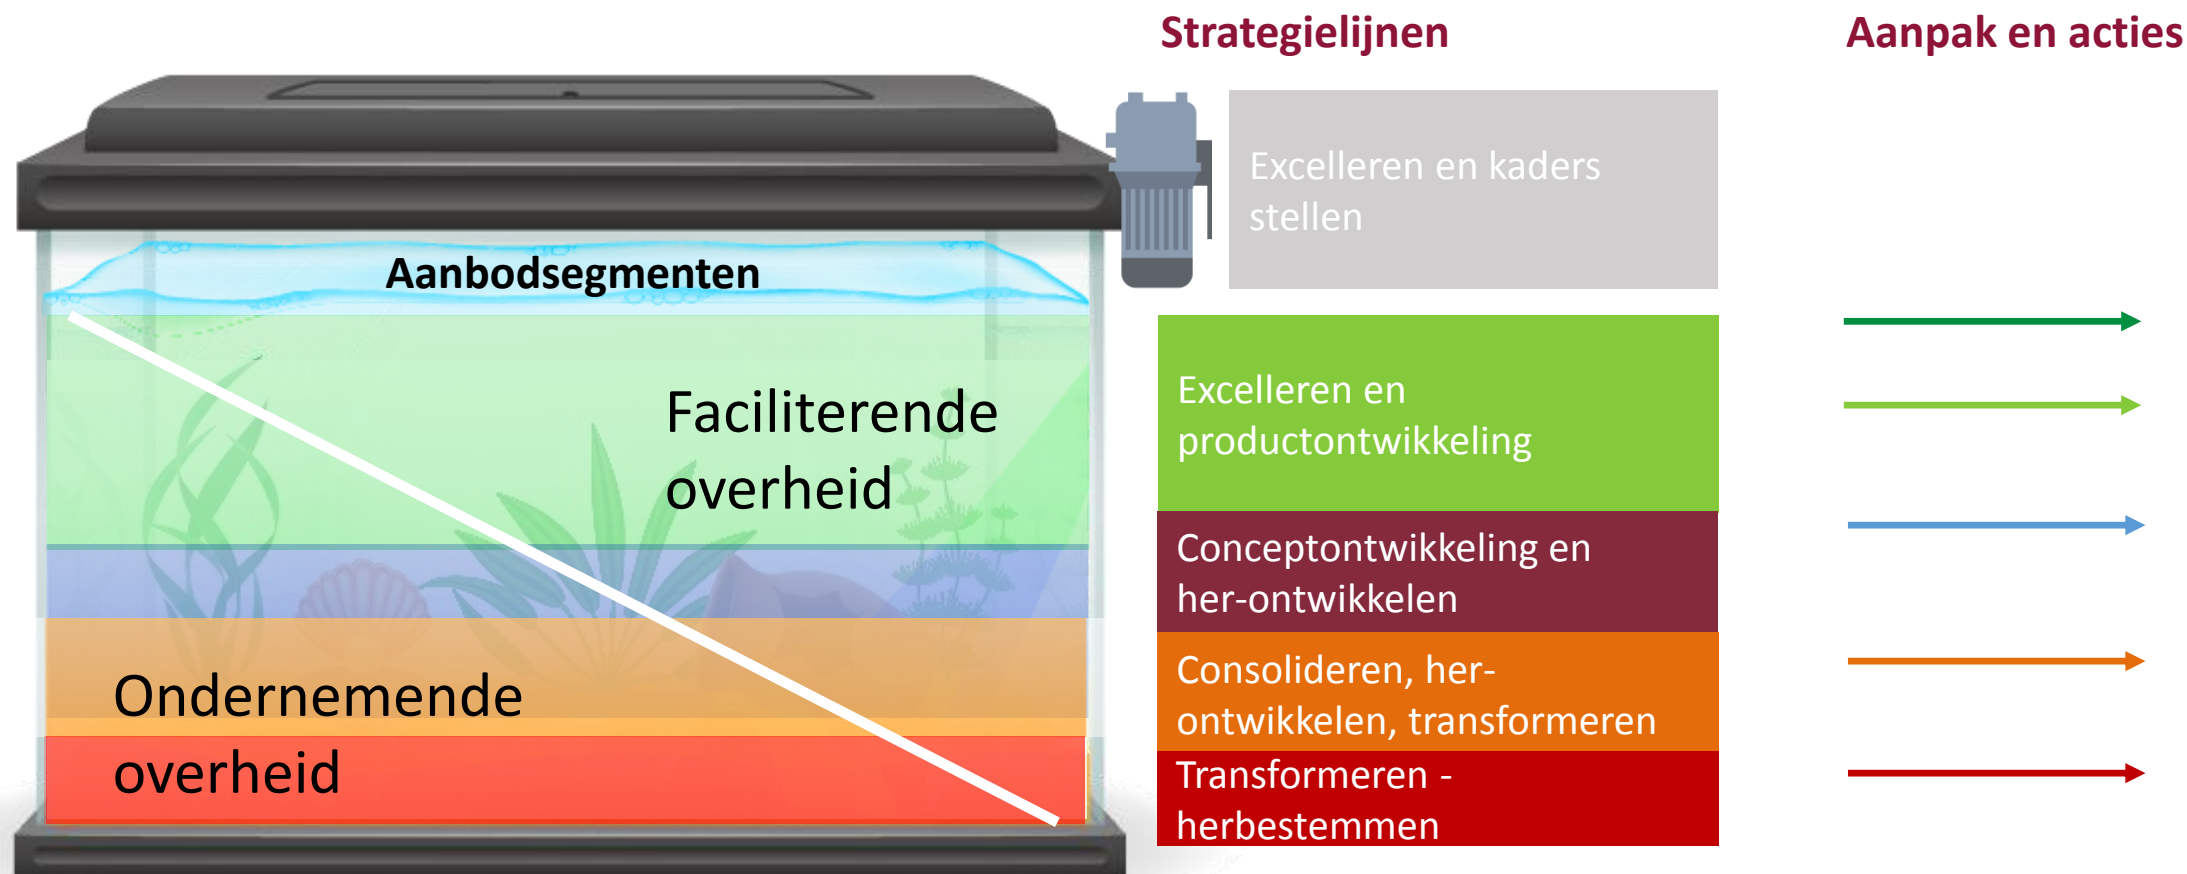 Strategielijnen
Aanpak en acties
Excelleren en kaders
stellen
Aanbodsegmenten
Faciliterende
overheid
Ondernemende
overheid
Excelleren en
productontwikkeling
Conceptontwikkeling en
her-ontwikkelen
Consolideren, her-
ontwikkelen, transformeren
Transformeren -
herbestemmen